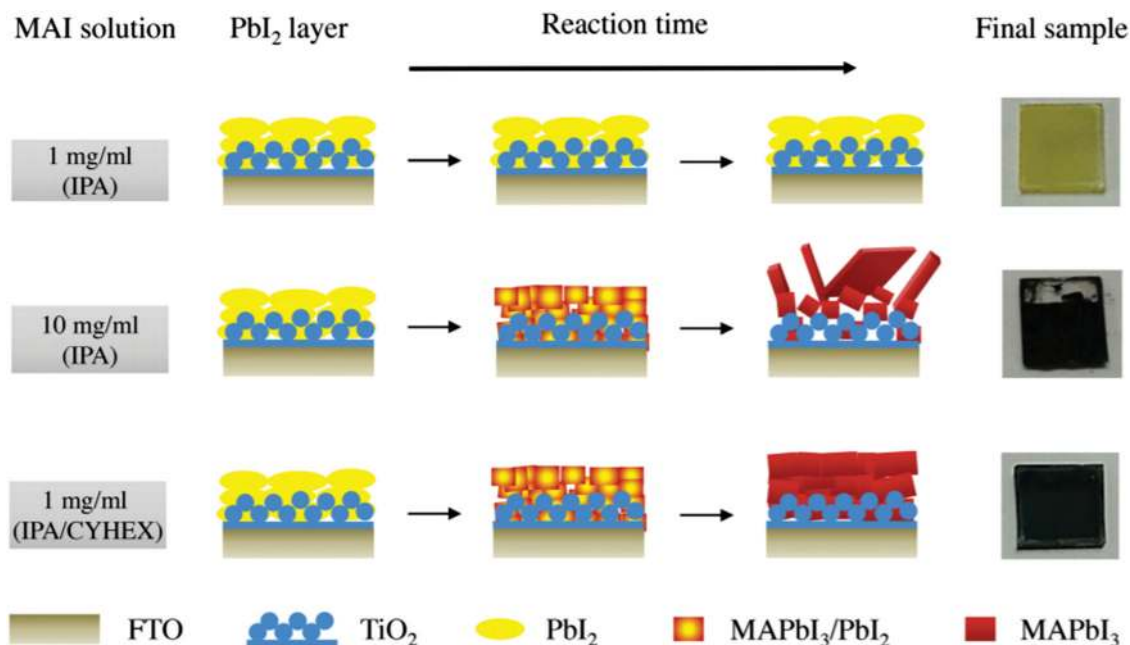 MAI solution PbI₂ layer Reaction time Final sample
1 mg/ml
(IPA)
10 mg/ml
(IPA)
1 mg/ml
(IPA/CYHEX)
FTO TiO₂ PbI₂ MAPbI₃/PbI₂ MAPbI₃